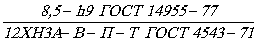 8,5– h9 ГОСТ 14955– 77
12ХН3А– В– П– Т ГОСТ 4543– 71